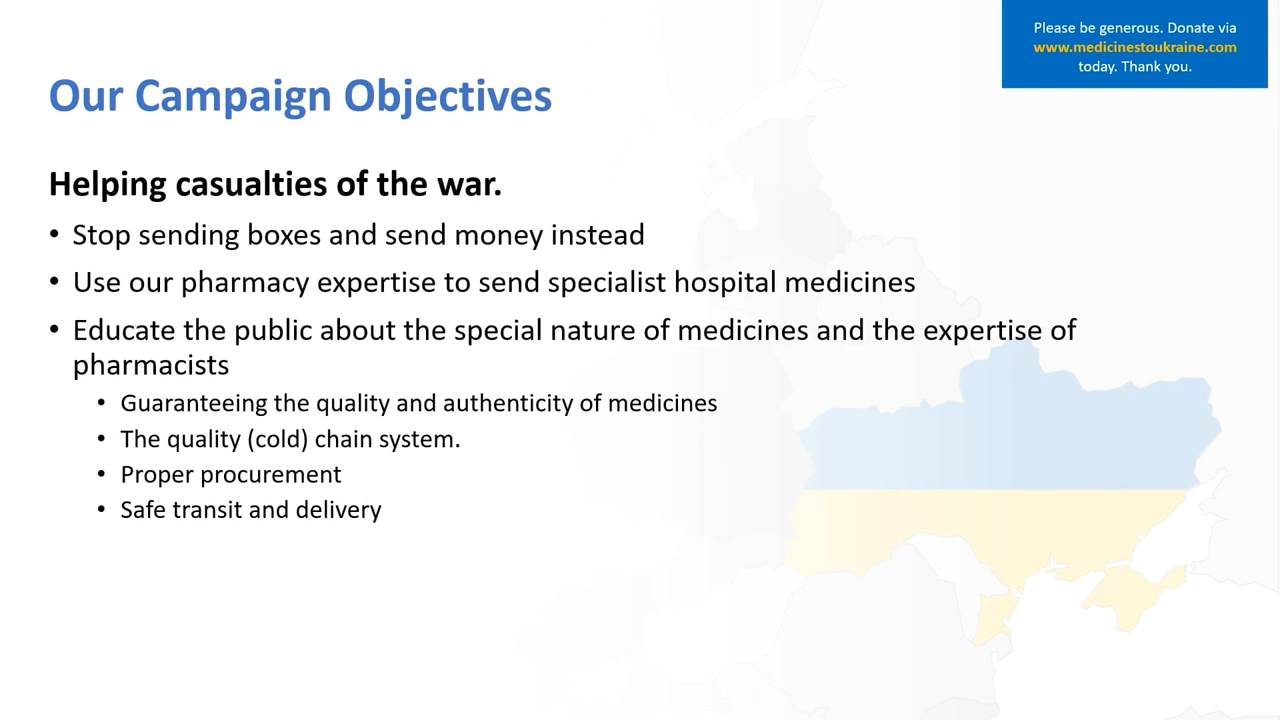 Please be generous. Donate via
www.medicinestoukraine.com
today. Thank you.
Our Campaign Objectives
Helping casualties of the war.
• Stop sending boxes and send money instead
• Use our pharmacy expertise to send specialist hospital medicines
• Educate the public about the special nature of medicines and the expertise of
pharmacists
• Guaranteeing the quality and authenticity of medicines
• The quality (cold) chain system.
• Proper procurement
• Safe transit and delivery